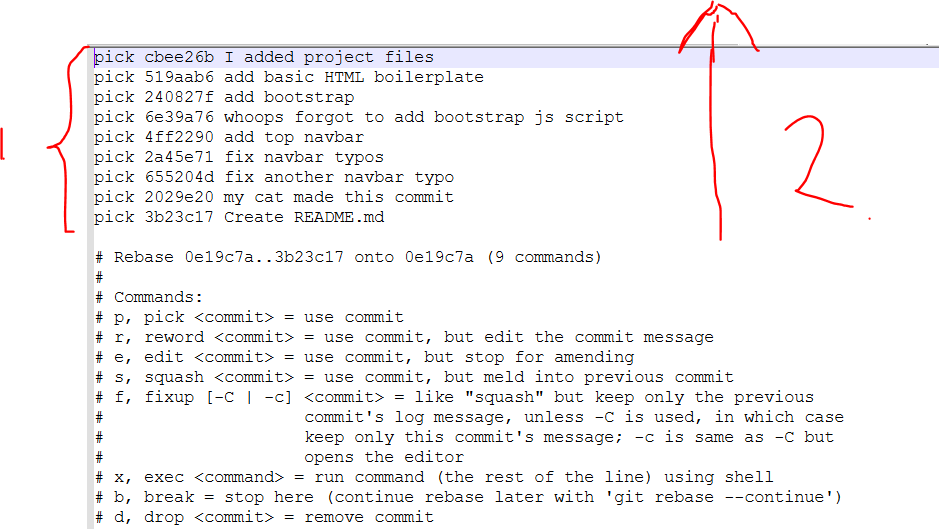 pick cbee26b I added project files
pick 519aab6 add basic HTML boilerplate
pick 240827f add bootstrap
pick 6e39a76 whoops forgot to add bootstrap js script
pick 4ff2290 add top navbar
pick 2a45e71 fix navbar typos
pick 655204d fix another navbar typo
pick 2029e20 my cat made this commit
pick 3b23c17 Create README.md
1
2
# Rebase 0e19c7a..3b23c17 onto 0e19c7a (9 commands)
#
# Commands:
# p, pick <commit> = use commit
# r, reword <commit> = use commit, but edit the commit message
# e, edit <commit> = use commit, but stop for amending
# s, squash <commit> = use commit, but meld into previous commit
# f, fixup [-C | -c] <commit> = like "squash" but keep only the previous
#                    commit's log message, unless -C is used, in which case
#                    keep only this commit's message; -c is same as -C but
#                    opens the editor
# x, exec <command> = run command (the rest of the line) using shell
# b, break = stop here (continue rebase later with 'git rebase --continue')
# d, drop <commit> = remove commit